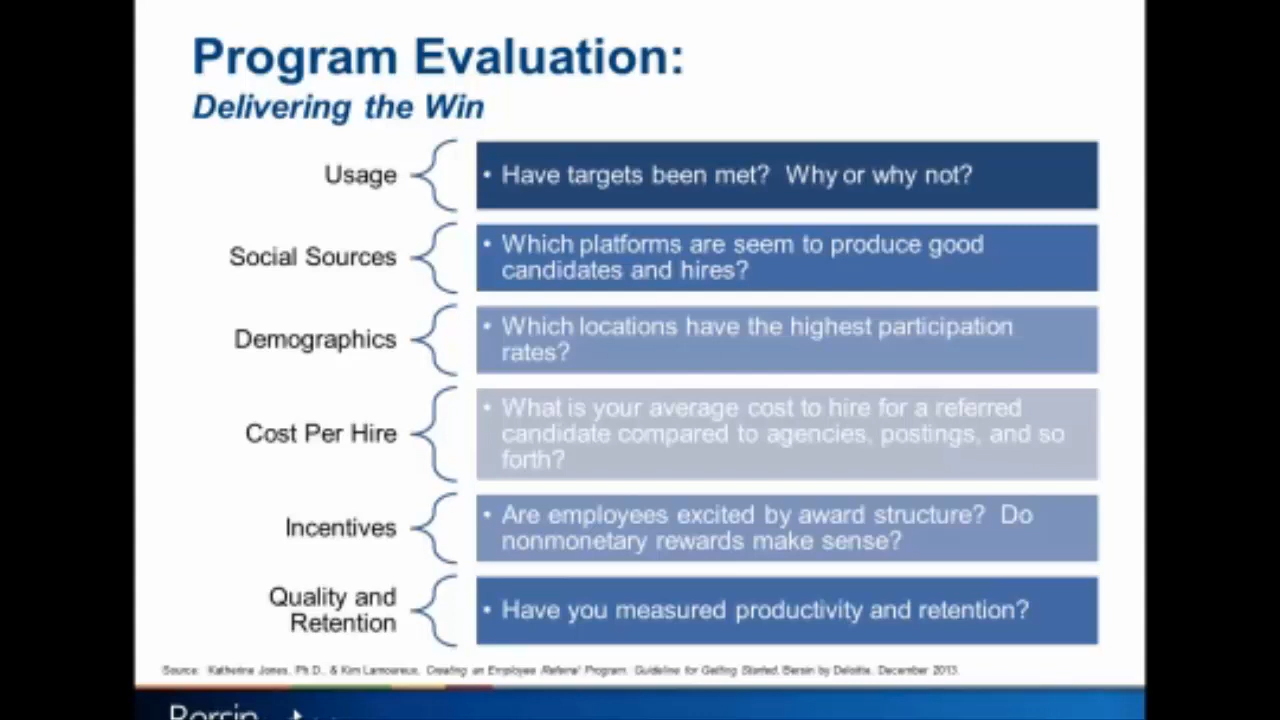 Program Evaluation:
Delivering the Win
Usage
• Have targets been met? Why or why not?
Social Sources
• Which platforms are seem to produce good
candidates and hires?
Demographics
• Which locations have the highest participation
rates?
Cost Per Hire
• What is your average cost to hire for a referred
candidate compared to agencies, postings, and so
forth?
Incentives
• Are employees excited by award structure? Do
nonmonetary rewards make sense?
Quality and
Retention
• Have you measured productivity and retention?
Source: Katherine Jones, Ph.D., & Kim Lamoureux, Creating an Employee Referral Program: Guideline for Getting Started, Bersin by Deloitte, December 2013.
Bersin